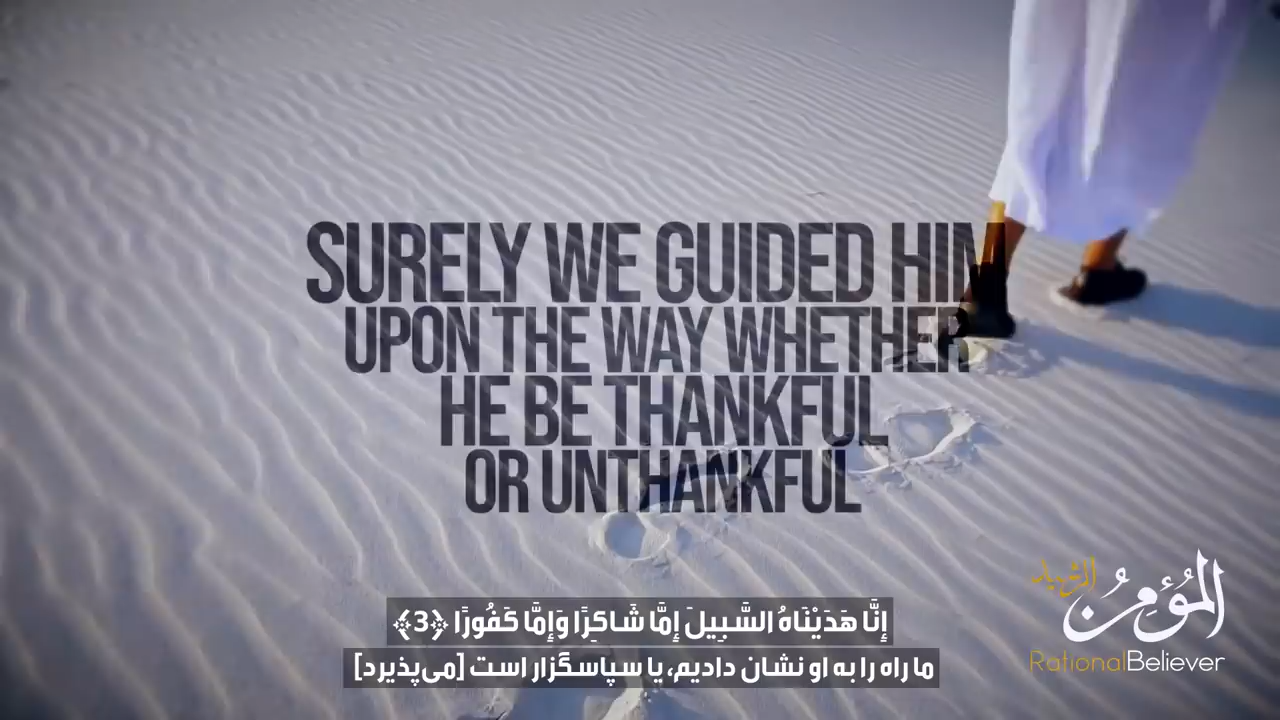 SURELY WE GUIDED HIM
UPON THE WAY WHETHER
HE BE THANKFUL
OR UNTHANKFUL
إِنَّا هَدَيْنَاهُ السَّبِيلَ إِمَّا شَاكِرًا وَإِمَّا كَفُورًا ﴿3﴾
ما راه را به او نشان دادیم، یا سپاسگزار است [می‌پذیرد]
المؤمن الرشيد
RationalBeliever